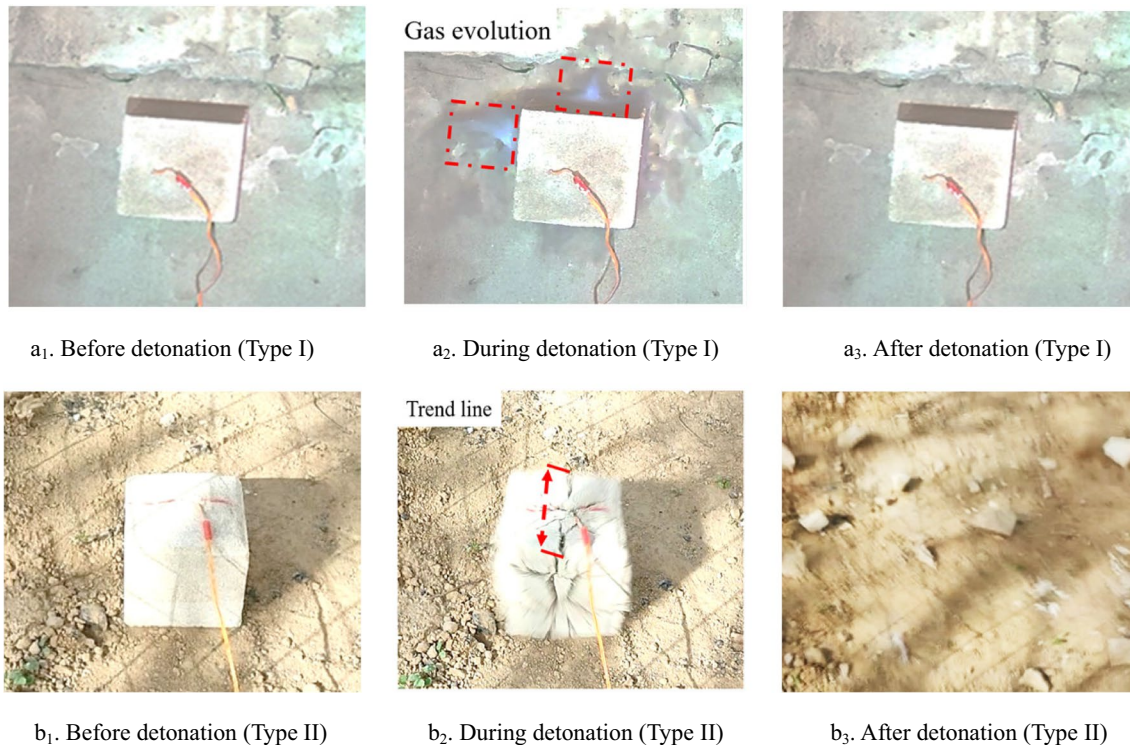 Gas evolution
a₁. Before detonation (Type I)
a₂. During detonation (Type I)
a₃. After detonation (Type I)
Trend line
b₁. Before detonation (Type II)
b₂. During detonation (Type II)
b₃. After detonation (Type II)